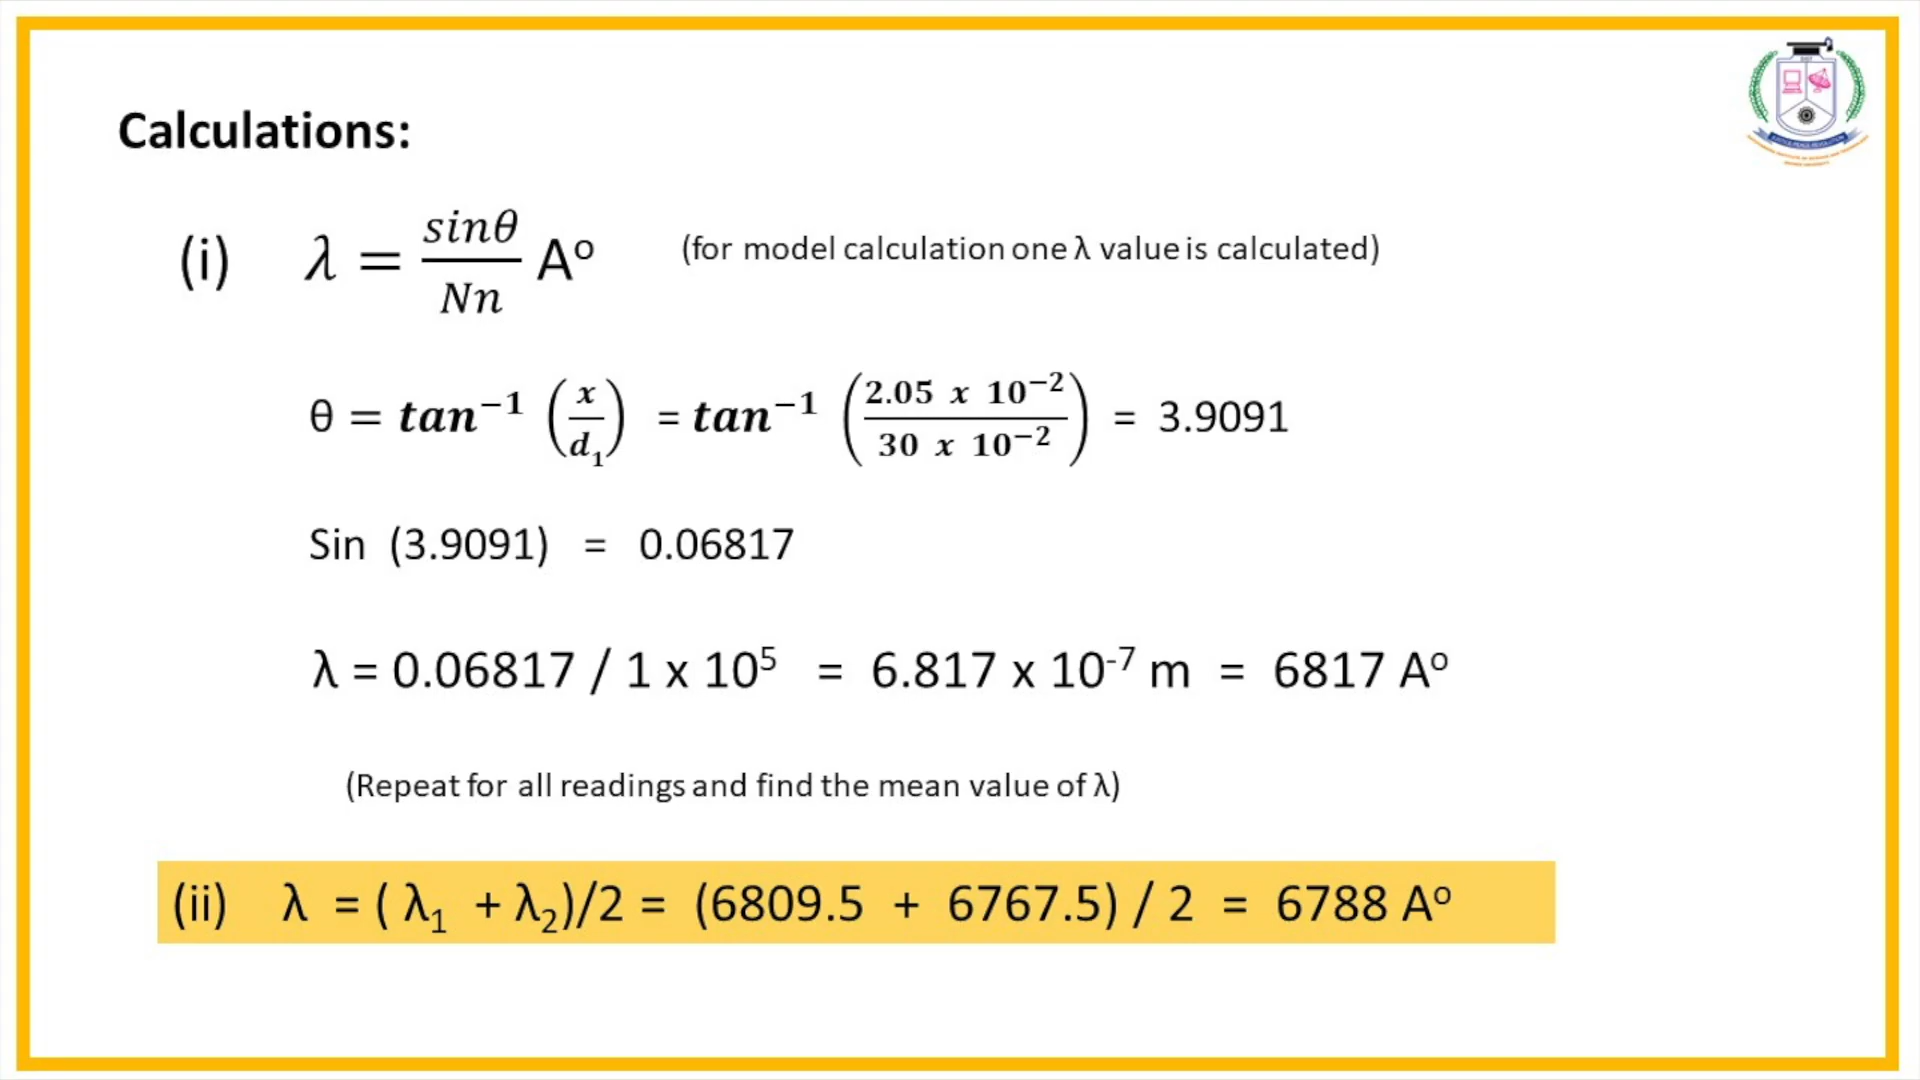 Calculations:
(i) λ = sinθ/Nn Aº (for model calculation one λ value is calculated)
θ = tan⁻¹ (x/d₁) = tan⁻¹ (2.05 x 10⁻²/30 x 10⁻²) = 3.9091
Sin (3.9091) = 0.06817
λ = 0.06817 / 1 x 10⁵ = 6.817 x 10⁻⁷ m = 6817 Aº
(Repeat for all readings and find the mean value of λ)
(ii) λ = ( λ₁ + λ₂)/2 = (6809.5 + 6767.5) / 2 = 6788 Aº